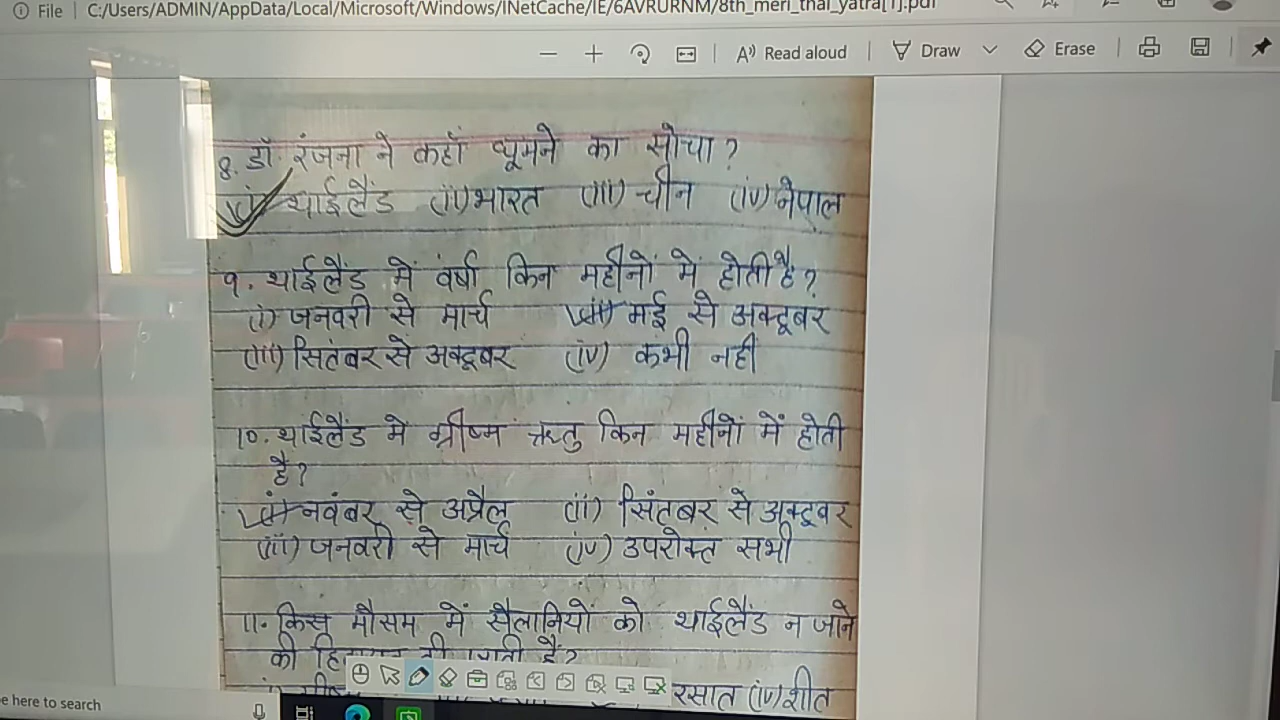 File | C:/Users/ADMIN/AppData/Local/Microsoft/Windows/INetCache/IE/6AVRURNM/8th_meri_thai_yatra[1].pdf
Read aloud Draw Erase
8. डॉ. रंजना ने कहाँ घूमने का सोचा ?
(i) थाईलैंड (ii) भारत (iii) चीन (iv) नेपाल
९. थाईलैंड में वर्षा किन महीनों में होती है ?
(i) जनवरी से मार्च (ii) मई से अक्टूबर
(iii) सितंबर से अक्टूबर (iv) कभी नहीं
10. थाईलैंड मे ग्रीष्म ऋतु किन महीनों में होती
है ?
(i) नवंबर से अप्रैल (ii) सितंबर से अक्टूबर
(iii) जनवरी से मार्च (iv) उपरोक्त सभी
11. किस मौसम में सैलानियों को थाईलैंड न जाने
की है ?
(iv) शीत
e here to search